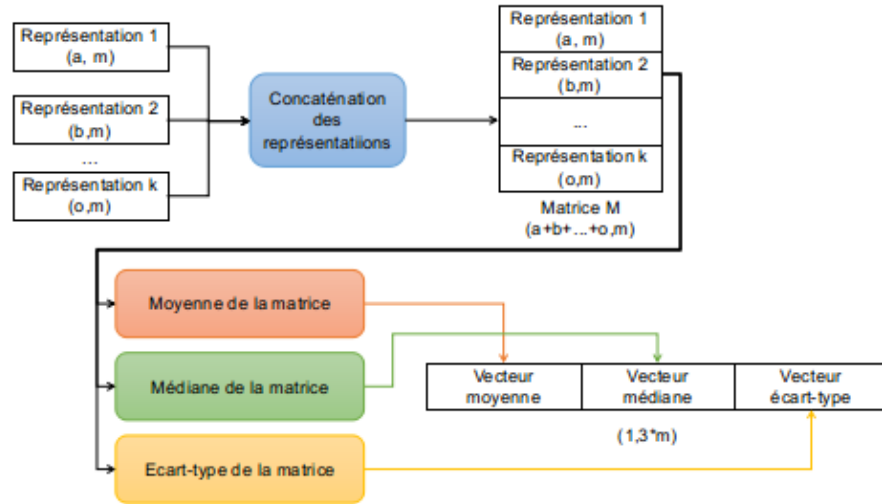 Représentation 1
(a, m)
Représentation 2
(b,m)
...
Représentation k
(o,m)
Concaténation
des
représentatiions
Représentation 1
(a, m)
Représentation 2
(b,m)
...
Représentation k
(o,m)
Matrice M
(a+b+...+o,m)
Moyenne de la matrice
Médiane de la matrice
Ecart-type de la matrice
Vecteur
moyenne
Vecteur
médiane
Vecteur
écart-type
(1,3*m)